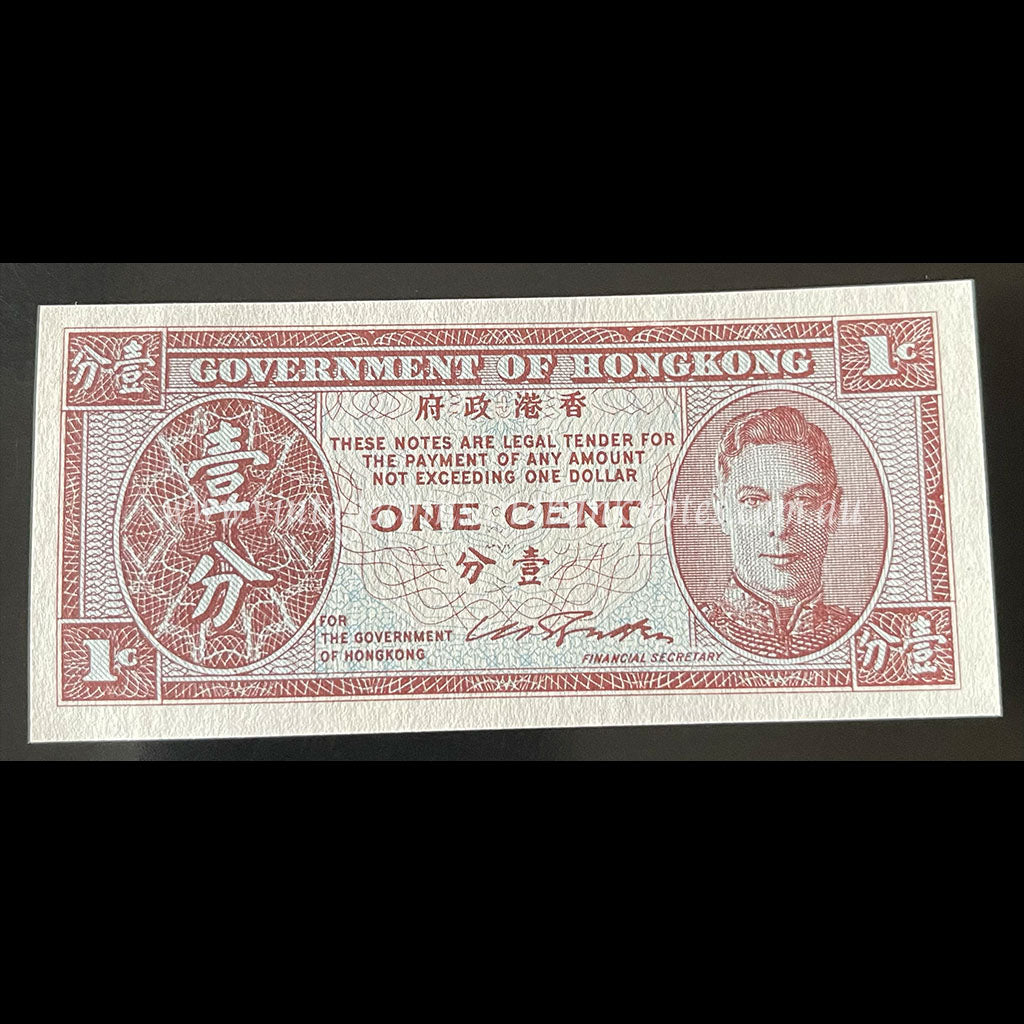 分壹
GOVERNMENT OF HONGKONG
1C
府政港香
THESE NOTES ARE LEGAL TENDER FOR
THE PAYMENT OF ANY AMOUNT
NOT EXCEEDING ONE DOLLAR
ONE CENT
分壹
壹
分
FOR
THE GOVERNMENT
OF HONGKONG
FINANCIAL SECRETARY
1C
分壹